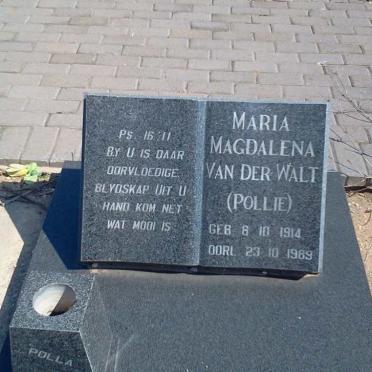 Ps. 16:11
By U is daar
oorvloedige
blydskap uit U
hand kom net
wat mooi is
Maria
Magdalena
van der Walt
(Pollie)
Geb. 8.10.1914
Oorl. 23.10.1989
Polla